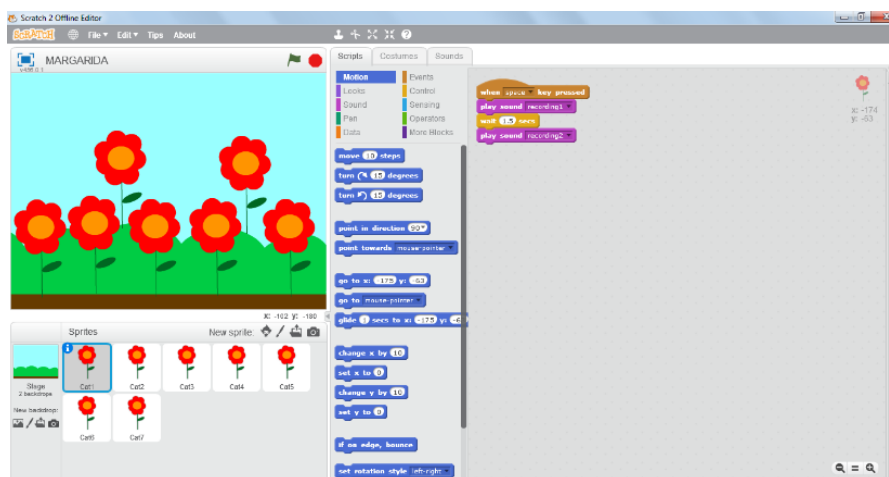 Scratch 2 Offline Editor
SCRATCH File Edit Tips About
MARGARIDA
X: -102 y: -180
Sprites New sprite:
Stage
2 backdrops
New backdrop:
Cat1 Cat2 Cat3 Cat4 Cat5
Cat6 Cat7
Scripts Costumes Sounds
Motion Events
Looks Control
Sound Sensing
Pen Operators
Data More Blocks
move 10 steps
turn 15 degrees
turn 15 degrees
point in direction 90
point towards mouse-pointer
go to x: -175 y: -63
go to mouse-pointer
glide 1 secs to x: -175 y: -6
change x by 10
set x to 0
change y by 10
set y to 0
if on edge, bounce
set rotation style left-right
when space key pressed
play sound recording1
wait 1.5 secs
play sound recording2
x: -174
y: -63